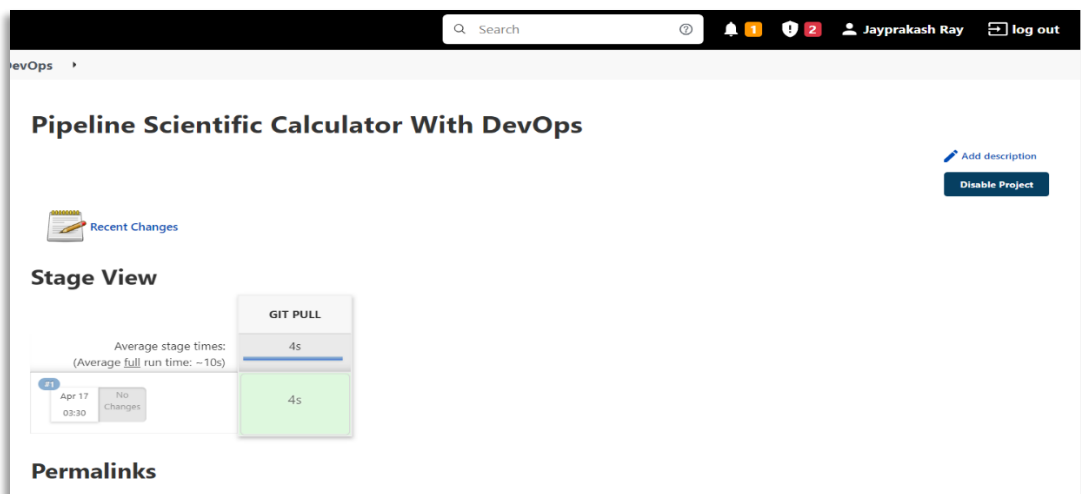 Search
1
2
Jayprakash Ray
log out
evOps
Pipeline Scientific Calculator With DevOps
Add description
Disable Project
Recent Changes
Stage View
GIT PULL
Average stage times:
4s
(Average full run time: ~10s)
#1
Apr 17
No
Changes
03:30
4s
Permalinks